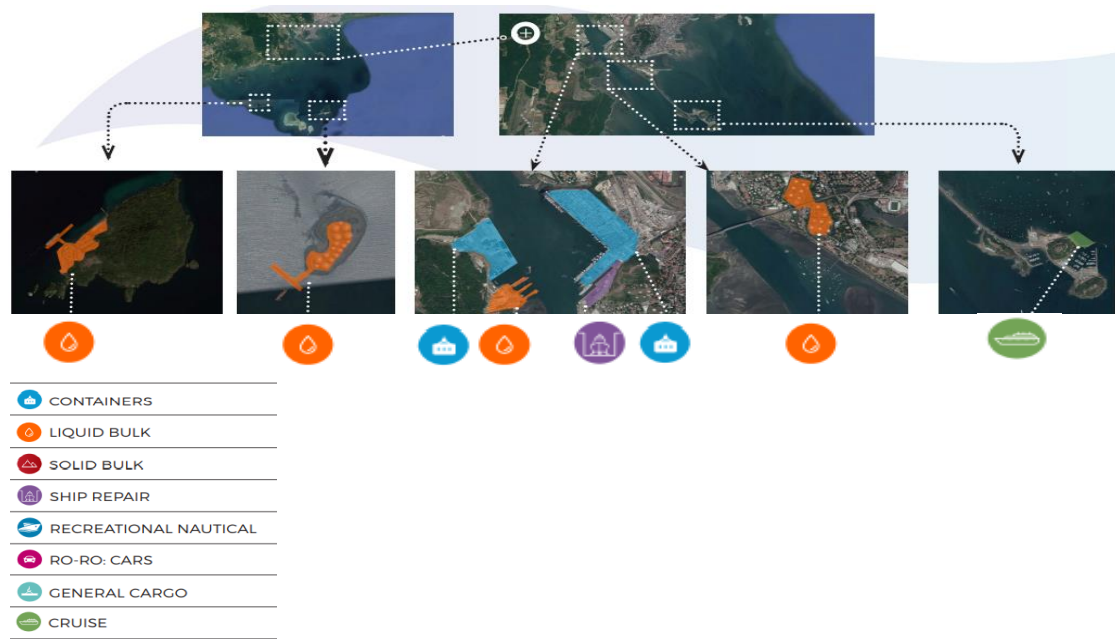 CONTAINERS
LIQUID BULK
SOLID BULK
SHIP REPAIR
RECREATIONAL NAUTICAL
RO-RO: CARS
GENERAL CARGO
CRUISE